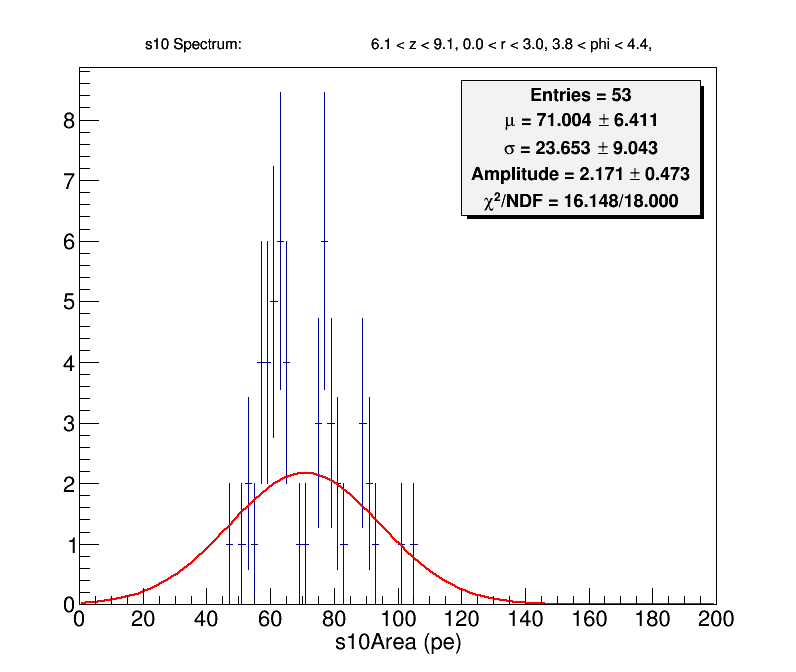 s10 Spectrum: 6.1 < z < 9.1, 0.0 < r < 3.0, 3.8 < phi < 4.4,
Entries = 53
μ = 71.004 ± 6.411
σ = 23.653 ± 9.043
Amplitude = 2.171 ± 0.473
χ²/NDF = 16.148/18.000
8
7
6
5
4
3
2
1
0
0 20 40 60 80 100 120 140 160 180 200
s10Area (pe)